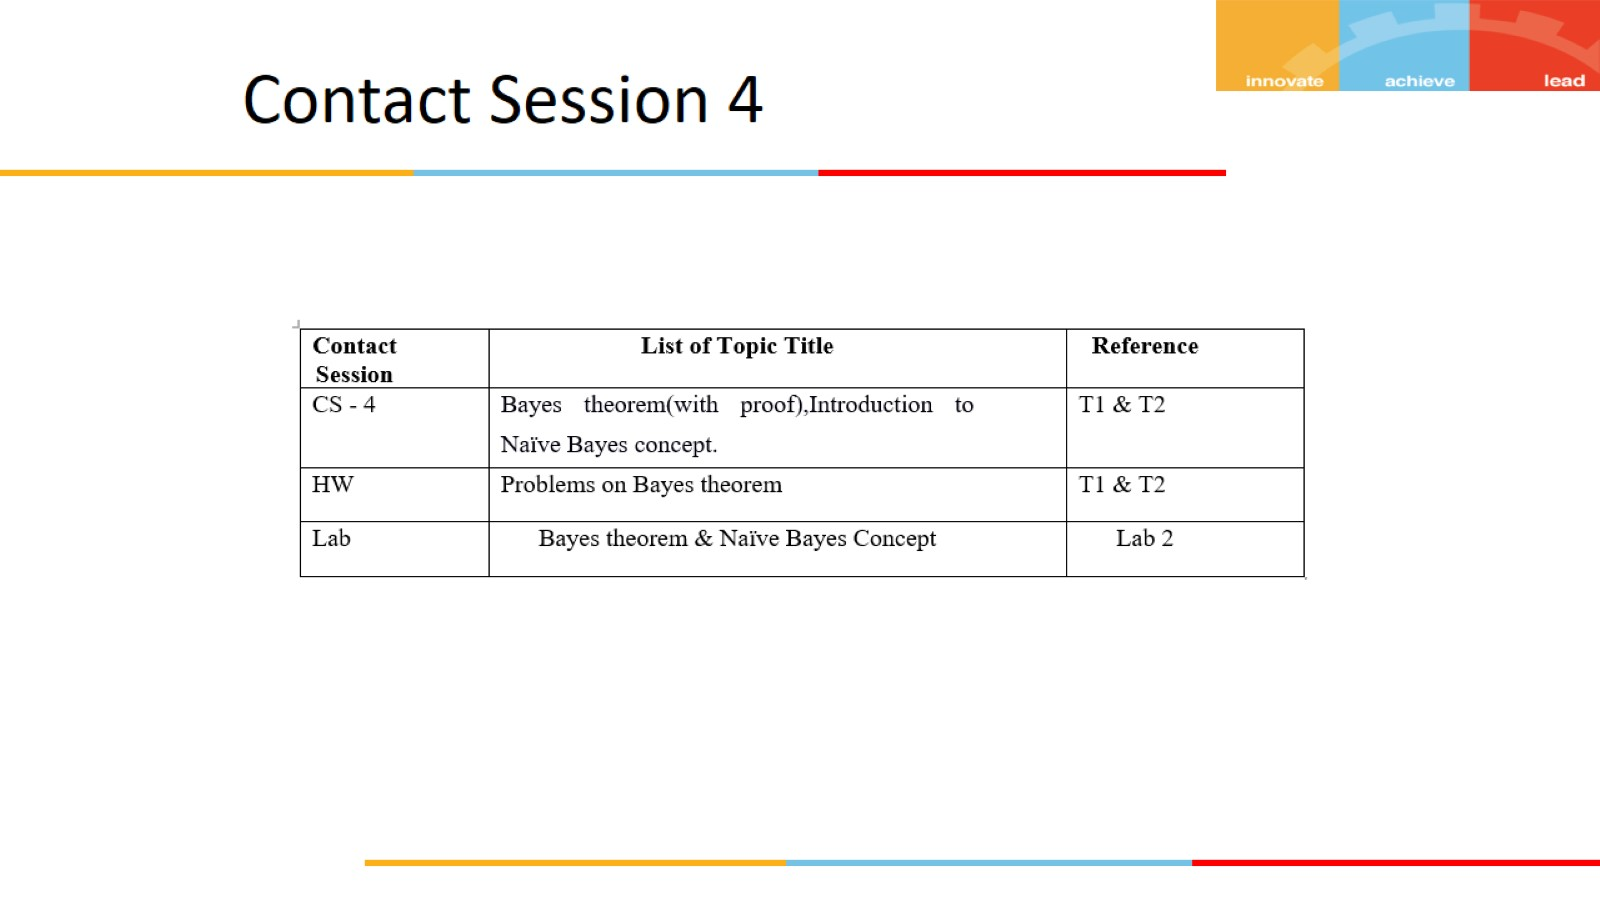 innovate achieve lead
Contact Session 4
Contact Session
List of Topic Title
Reference
CS - 4
Bayes theorem(with proof),Introduction to
Naïve Bayes concept.
T1 & T2
HW
Problems on Bayes theorem
T1 & T2
Lab
Bayes theorem & Naïve Bayes Concept
Lab 2